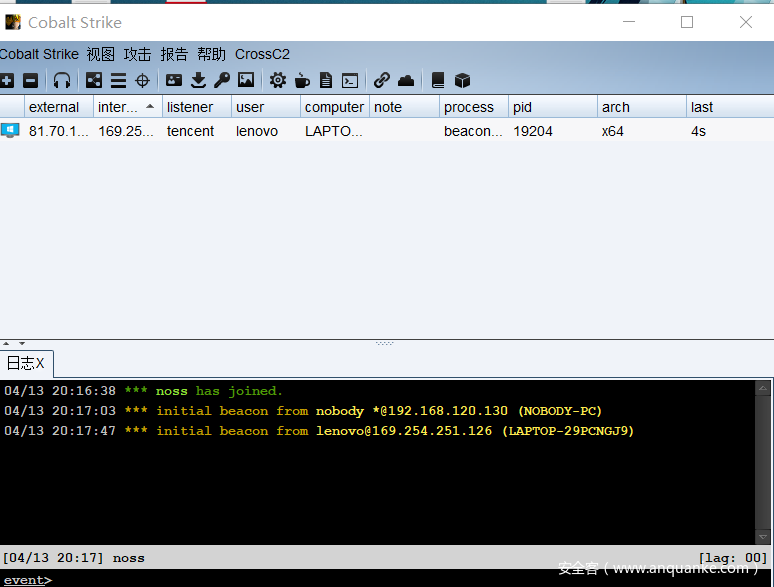 Cobalt Strike
Cobalt Strike 视图 攻击 报告 帮助 CrossC2
external inter... listener user computer note process pid arch last
81.70.1... 169.25... tencent lenovo LAPTO... beacon... 19204 x64 4s
日志X
04/13 20:16:38 *** noss has joined.
04/13 20:17:03 *** initial beacon from nobody *@192.168.120.130 (NOBODY-PC)
04/13 20:17:47 *** initial beacon from lenovo@169.254.251.126 (LAPTOP-29PCNGJ9)
[04/13 20:17] noss [lag: 00]
安全客（www.anquanke.com）
event>